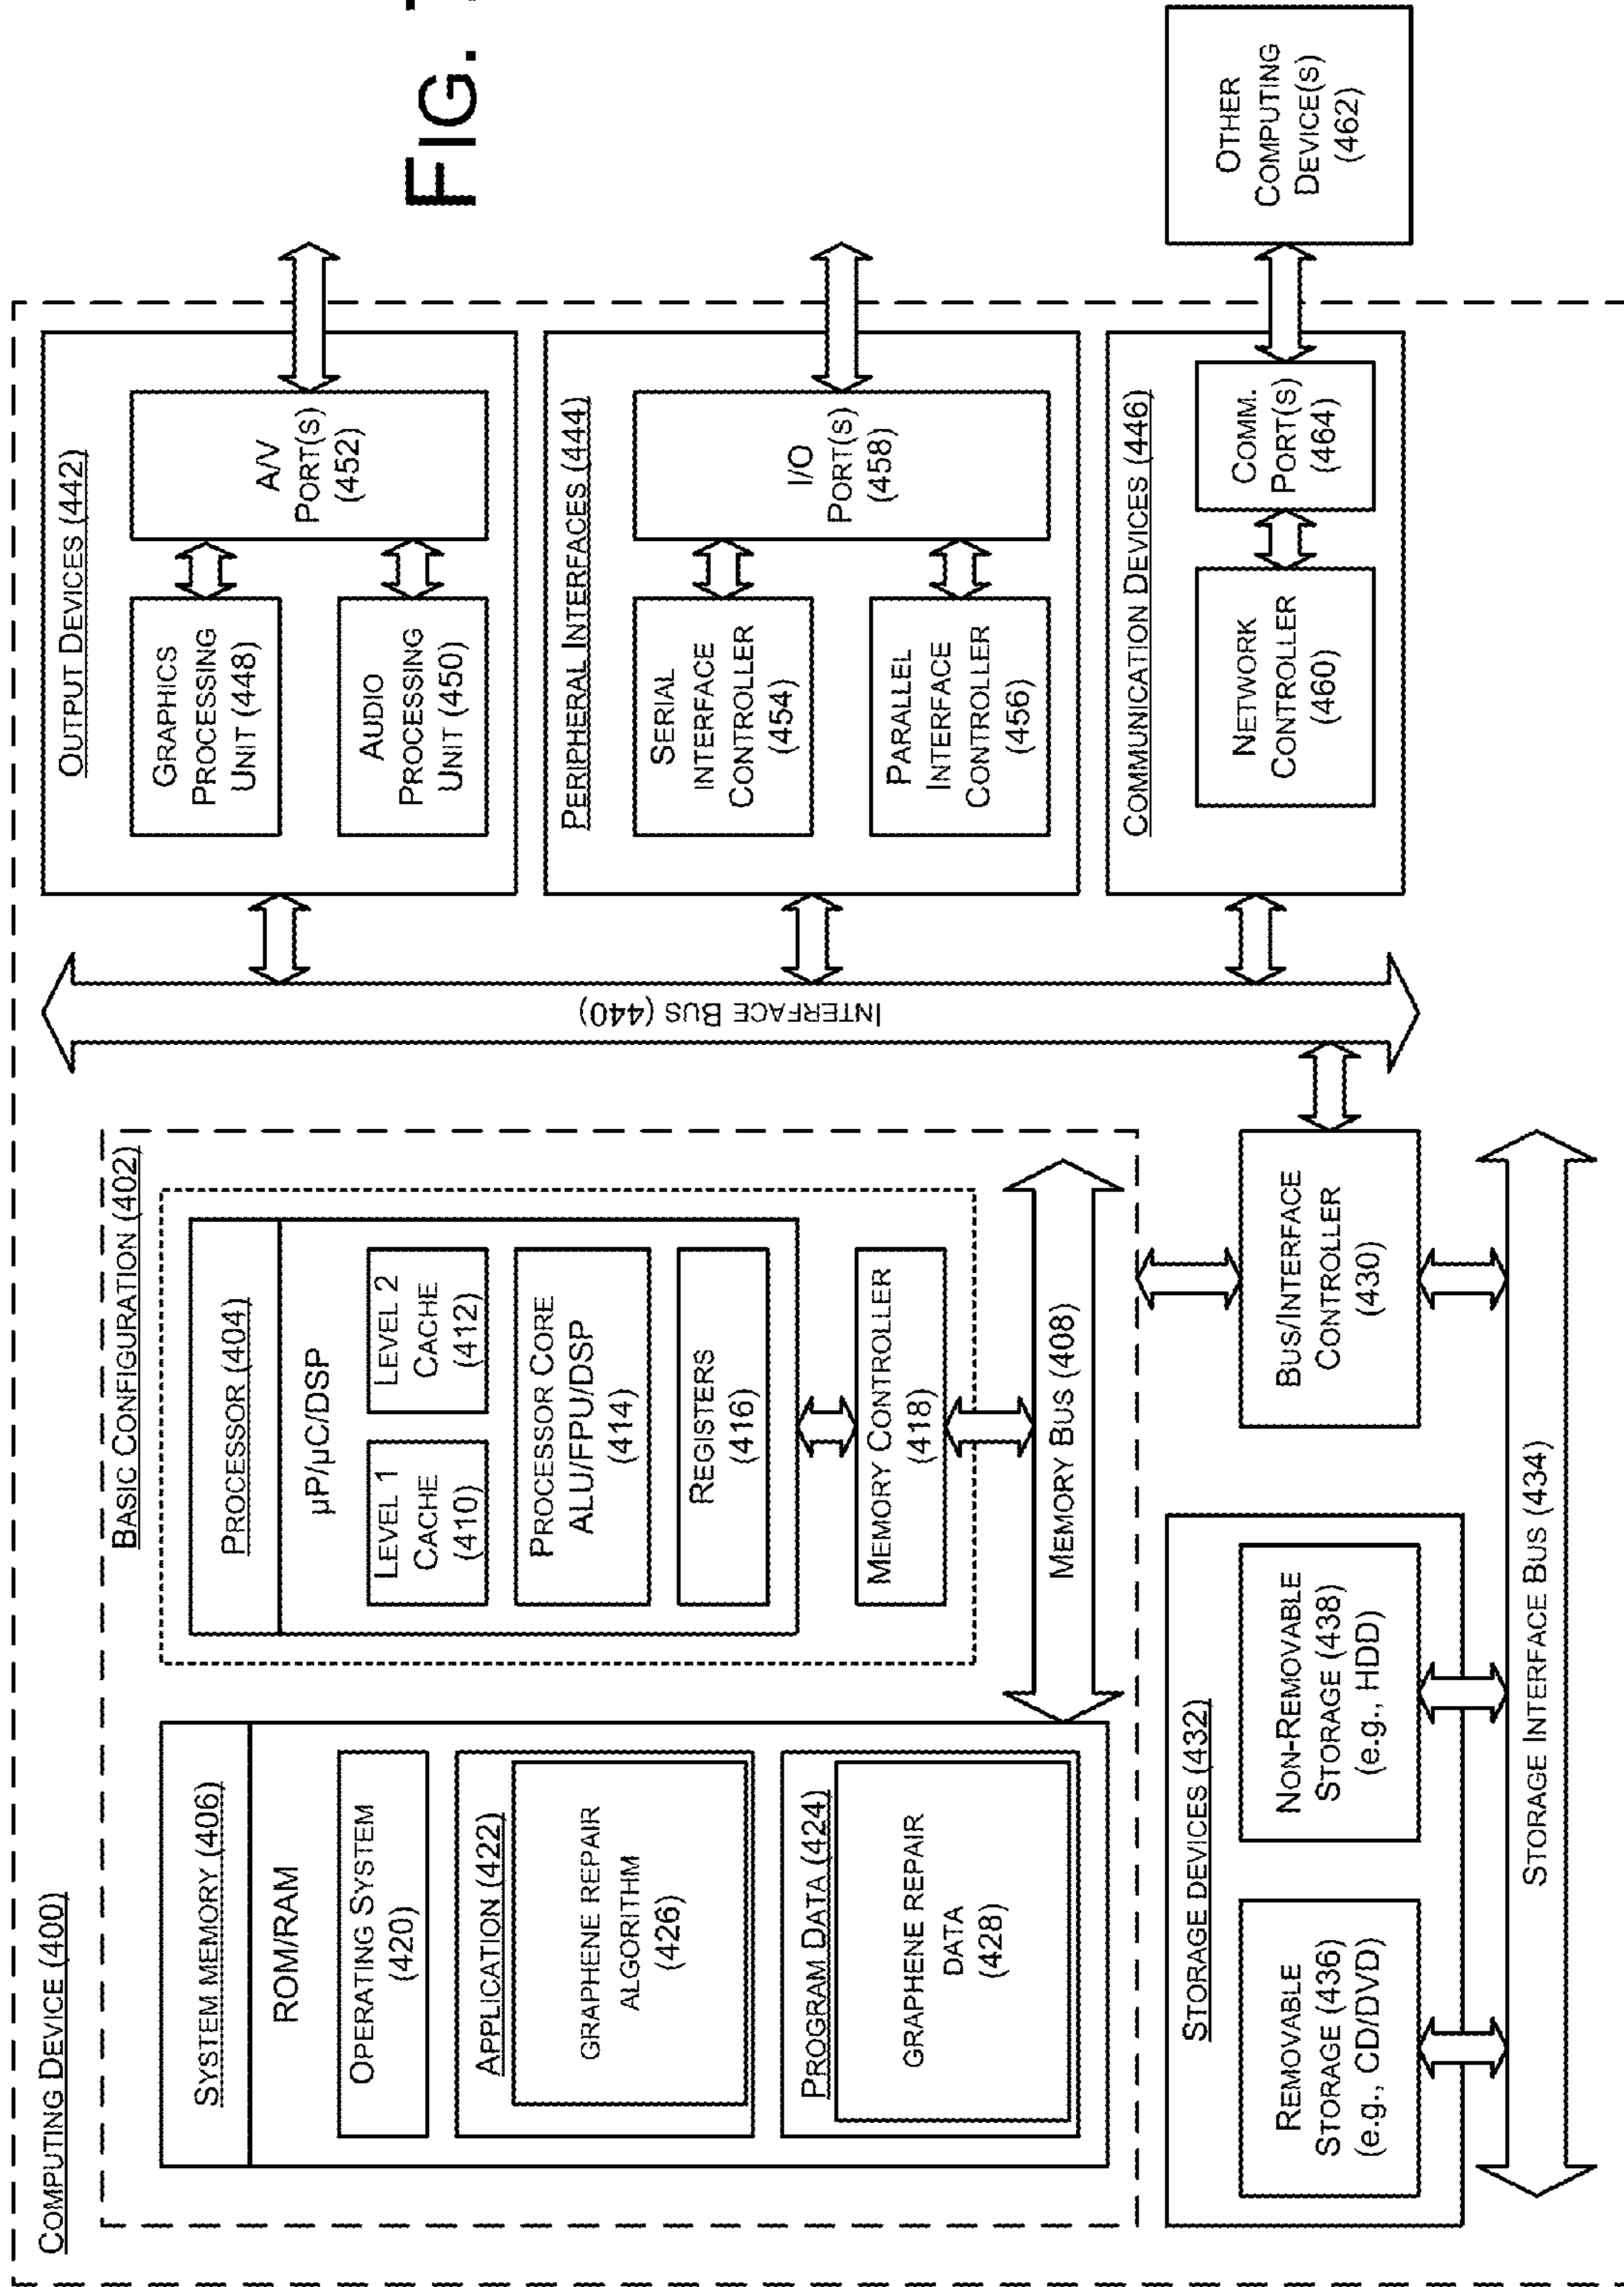 COMPUTING DEVICE (400)
BASIC CONFIGURATION (402)
SYSTEM MEMORY (406)
ROM/RAM
OPERATING SYSTEM
(420)
APPLICATION (422)
GRAPHENE REPAIR
ALGORITHM
(426)
PROGRAM DATA (424)
GRAPHENE REPAIR
DATA
(428)
PROCESSOR (404)
µP/µC/DSP
LEVEL 1
CACHE
(410)
LEVEL 2
CACHE
(412)
PROCESSOR CORE
ALU/FPU/DSP
(414)
REGISTERS
(416)
MEMORY CONTROLLER
(418)
MEMORY BUS (408)
STORAGE DEVICES (432)
REMOVABLE
STORAGE (436)
(e.g., CD/DVD)
NON-REMOVABLE
STORAGE (438)
(e.g., HDD)
BUS/INTERFACE
CONTROLLER
(430)
STORAGE INTERFACE BUS (434)
INTERFACE BUS (440)
OUTPUT DEVICES (442)
GRAPHICS
PROCESSING
UNIT (448)
AUDIO
PROCESSING
UNIT (450)
A/V
PORT(S)
(452)
PERIPHERAL INTERFACES (444)
SERIAL
INTERFACE
CONTROLLER
(454)
PARALLEL
INTERFACE
CONTROLLER
(456)
I/O
PORT(S)
(458)
COMMUNICATION DEVICES (446)
NETWORK
CONTROLLER
(460)
COMM.
PORT(S)
(464)
OTHER
COMPUTING
DEVICE(S)
(462)
FIG.